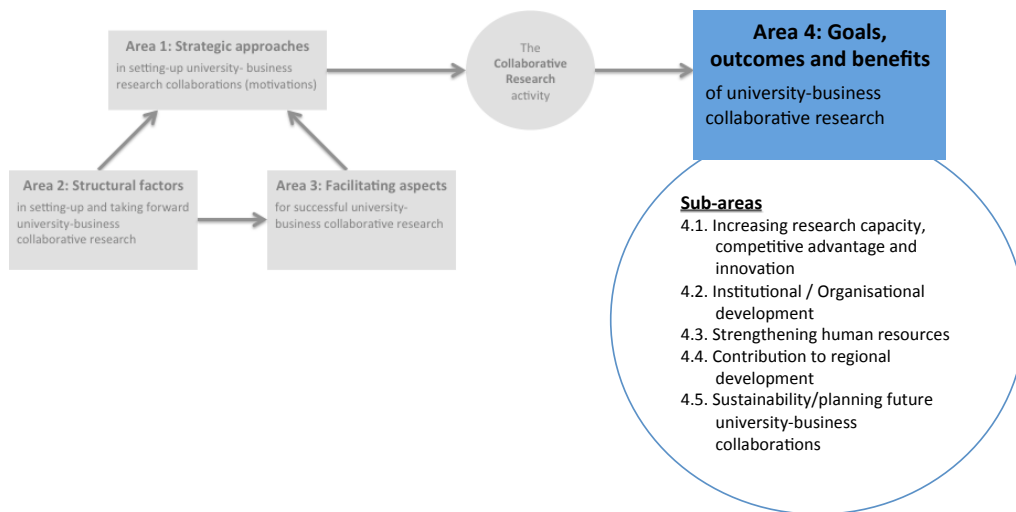 Area 1: Strategic approaches
in setting-up university- business
research collaborations (motivations)
The
Collaborative
Research
activity
Area 4: Goals,
outcomes and benefits
of university-business
collaborative research
Area 2: Structural factors
in setting-up and taking forward
university-business
collaborative research
Area 3: Facilitating aspects
for successful university-
business collaborative research
Sub-areas
4.1. Increasing research capacity,
competitive advantage and
innovation
4.2. Institutional / Organisational
development
4.3. Strengthening human resources
4.4. Contribution to regional
development
4.5. Sustainability/planning future
university-business
collaborations